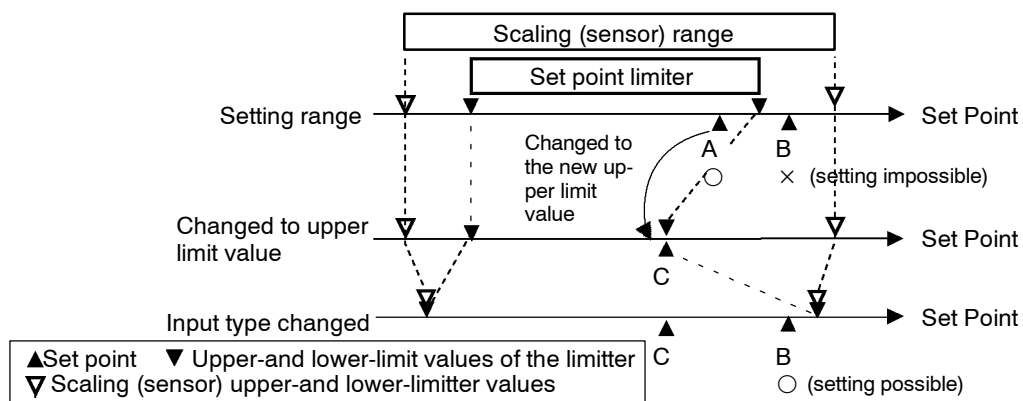 Scaling (sensor) range
Set point limiter
Setting range
Set Point
Changed to
the new up-
per limit
value
A
B
○
× (setting impossible)
Changed to upper
limit value
Set Point
C
Input type changed
Set Point
C
B
▲Set point ▼ Upper-and lower-limit values of the limitter
▽Scaling (sensor) upper-and lower-limitter values
○ (setting possible)